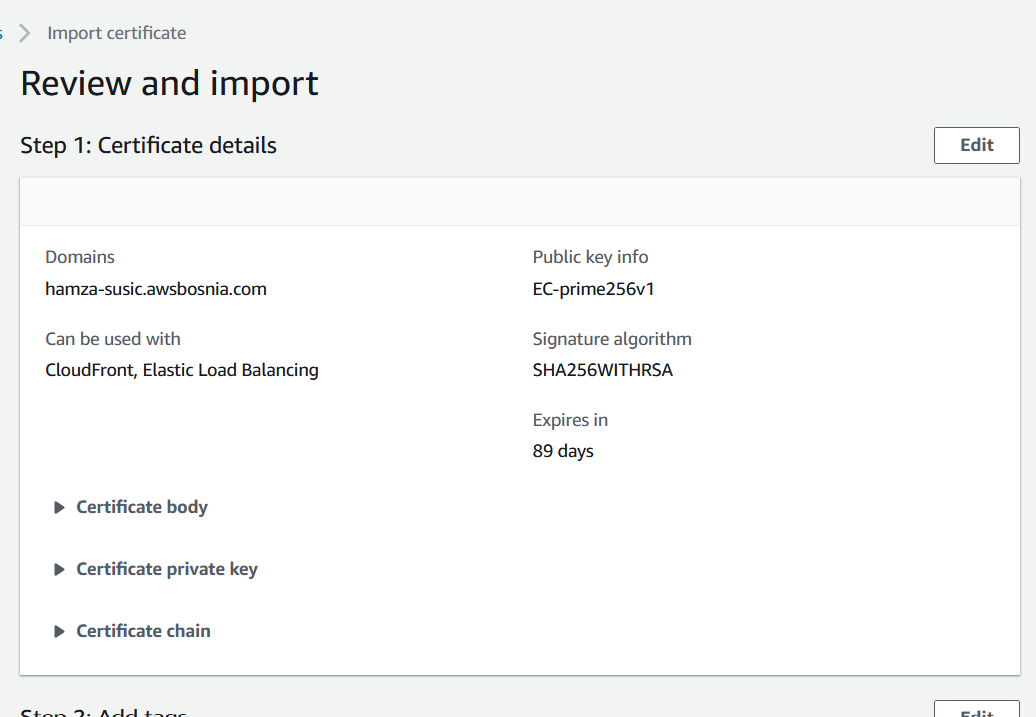 s
Import certificate
Review and import
Step 1: Certificate details
Edit
Domains
hamza-susic.awsbosnia.com
Public key info
EC-prime256v1
Can be used with
CloudFront, Elastic Load Balancing
Signature algorithm
SHA256WITHRSA
Expires in
89 days
Certificate body
Certificate private key
Certificate chain
Step 2: Add tags
Edit